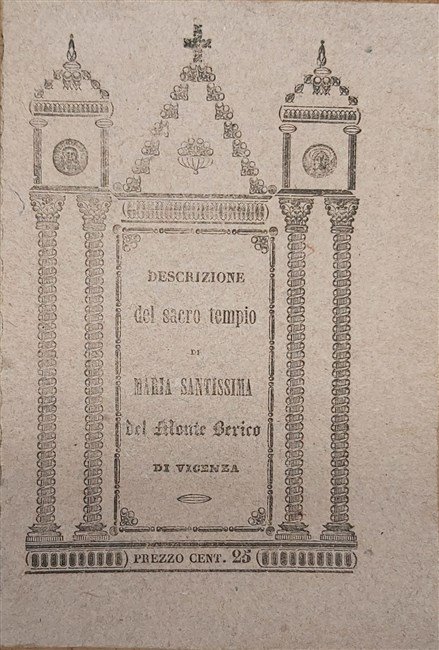 DESCRIZIONE
del sacro tempio
DI
MARIA SANTISSIMA
del Monte Berico
DI VICENZA
PREZZO CENT. 25